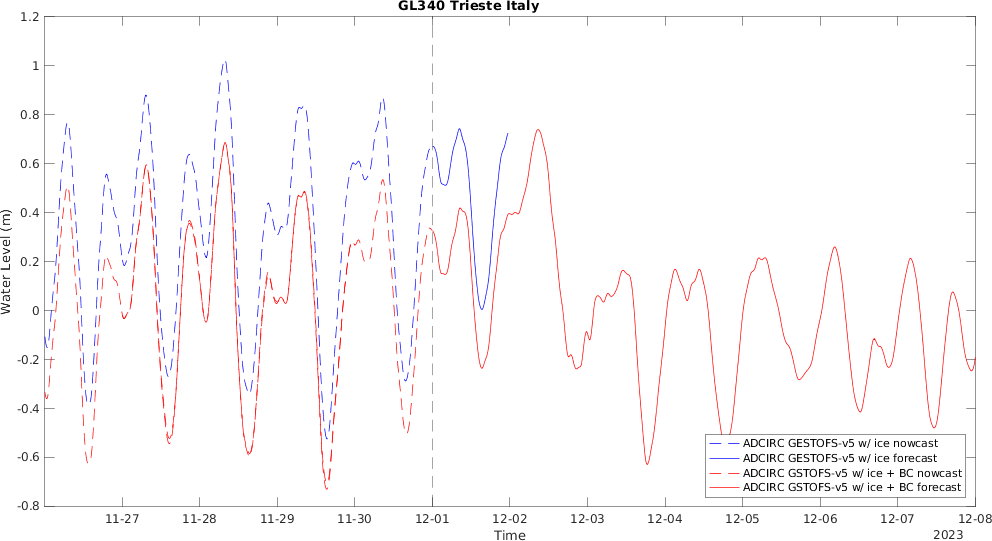 GL340 Trieste Italy
1.2
1
0.8
0.6
0.4
0.2
0
-0.2
-0.4
-0.6
-0.8
Water Level (m)
ADCIRC GESTOFS-v5 w/ ice nowcast
ADCIRC GESTOFS-v5 w/ ice forecast
ADCIRC GSTOFS-v5 w/ ice + BC nowcast
ADCIRC GSTOFS-v5 w/ ice + BC forecast
11-27 11-28 11-29 11-30 12-01 12-02 12-03 12-04 12-05 12-06 12-07 12-08
Time
2023